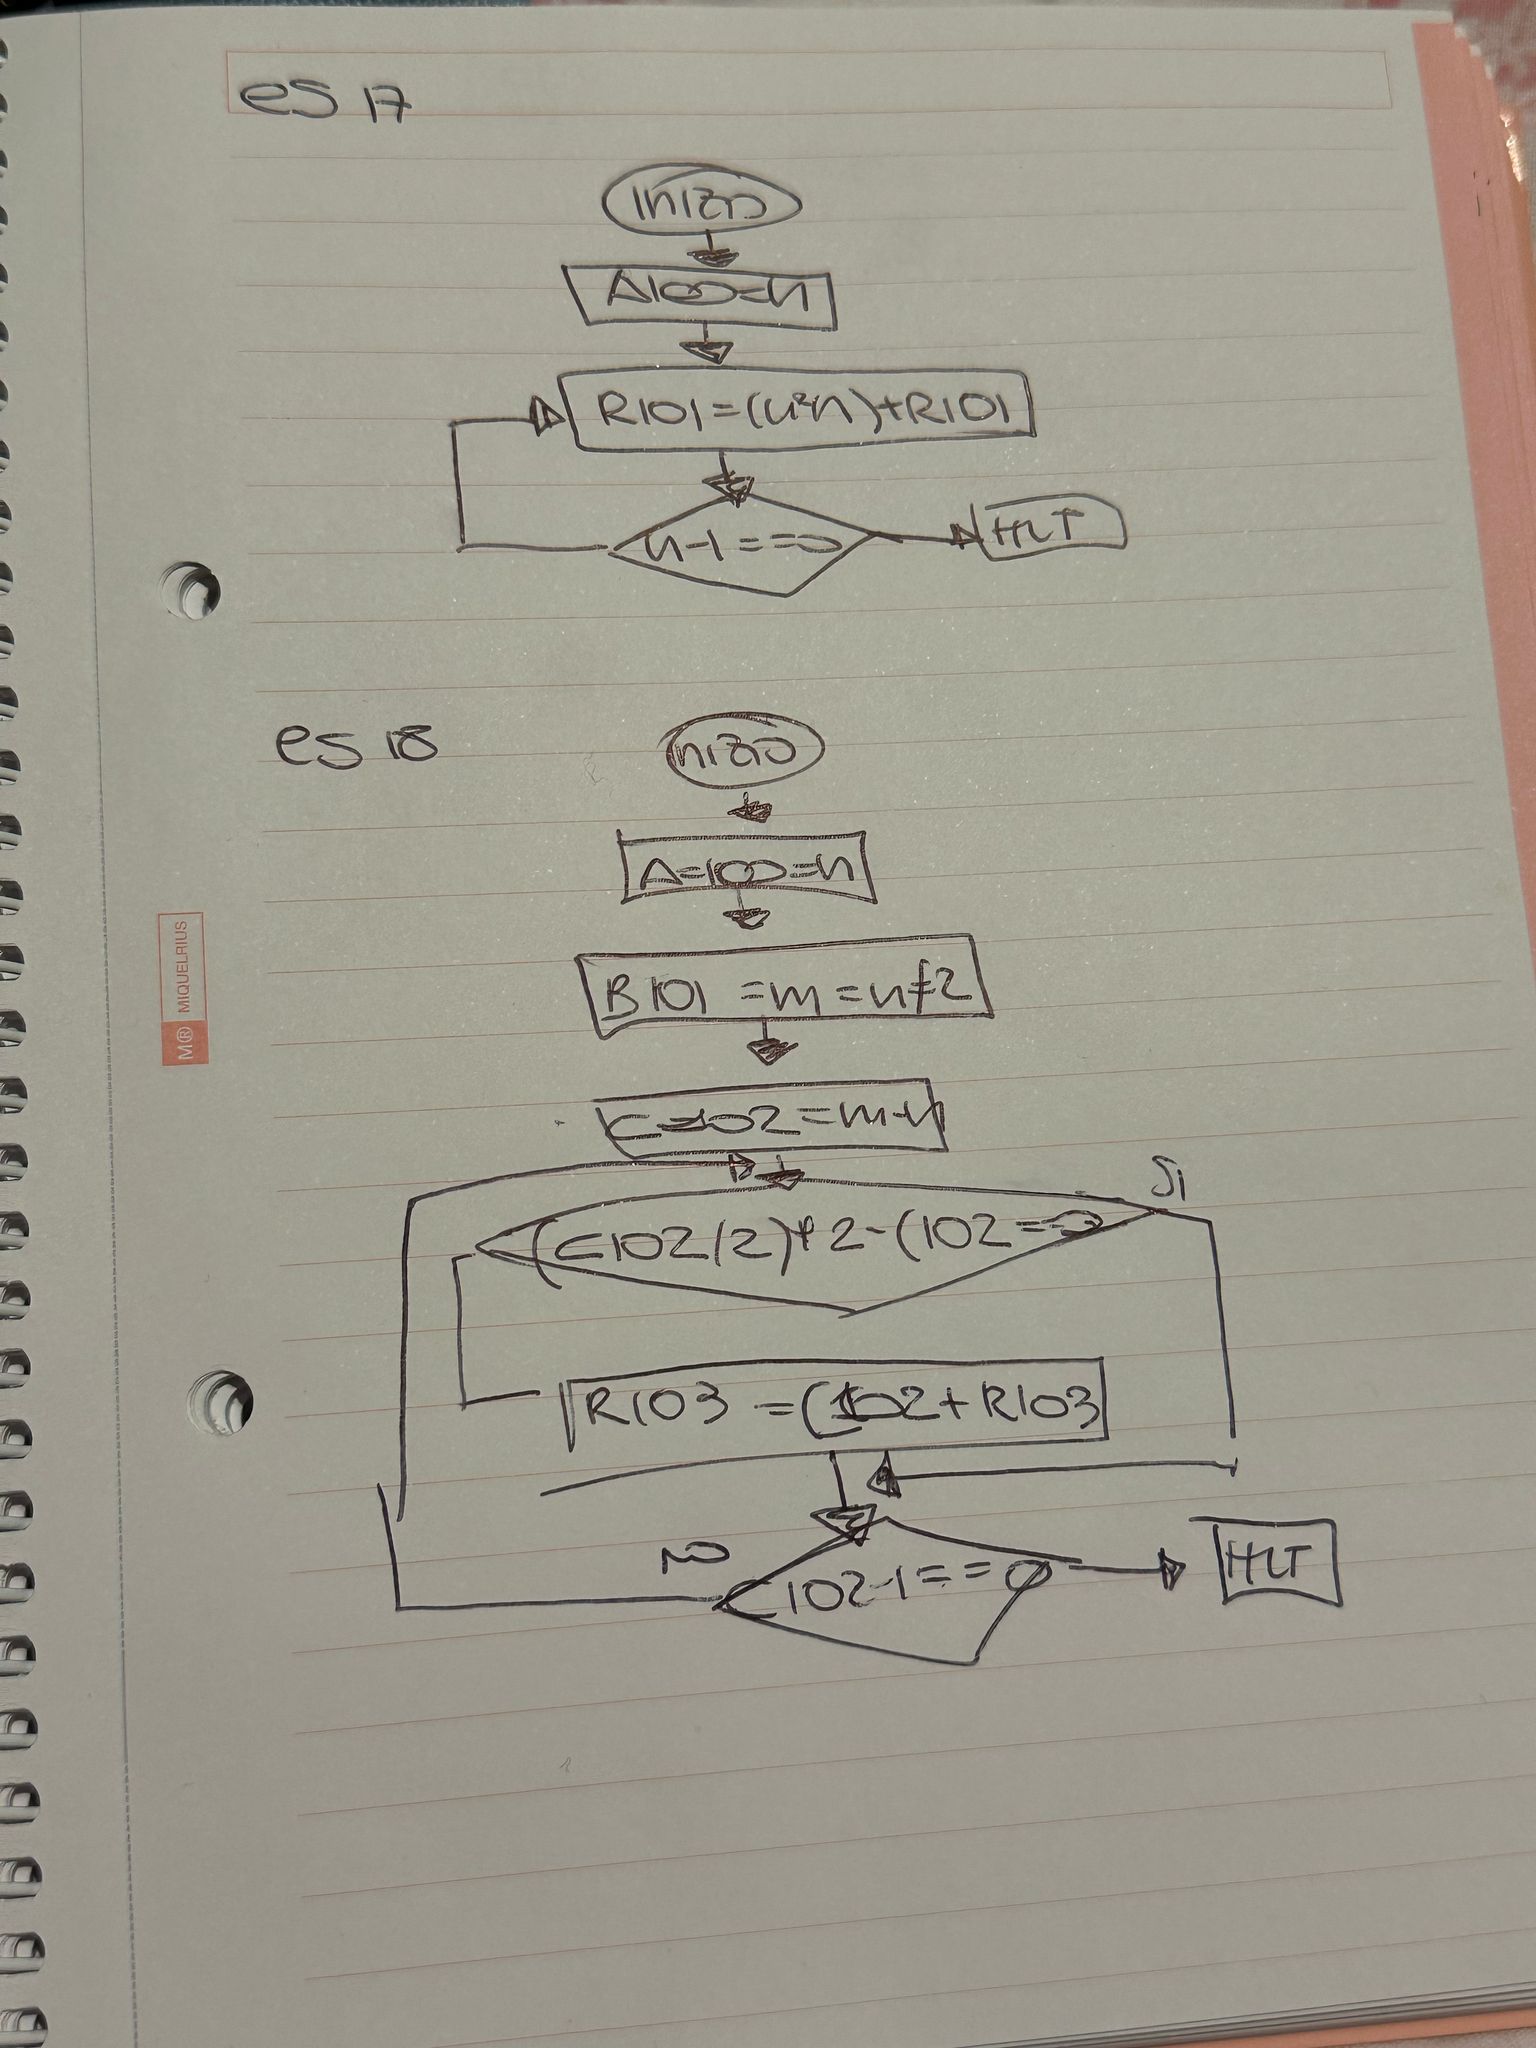 es 17
inizio
A100=n
R101=(n*n)+R101
n-1==0
HLT
es 18
inizio
A=100=n
B101 =m=n*2
C=102=m+n
Si
(C102/2)*2-C102==0
R103 =C102+R103
NO
C102-1==0
HLT
M® MIQUELRIUS